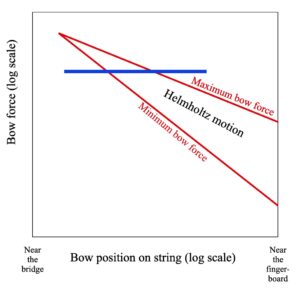 Bow force (log scale)
Maximum bow force
Helmholtz motion
Minimum bow force
Near
the
bridge
Bow position on string (log scale)
Near
the
finger-
board